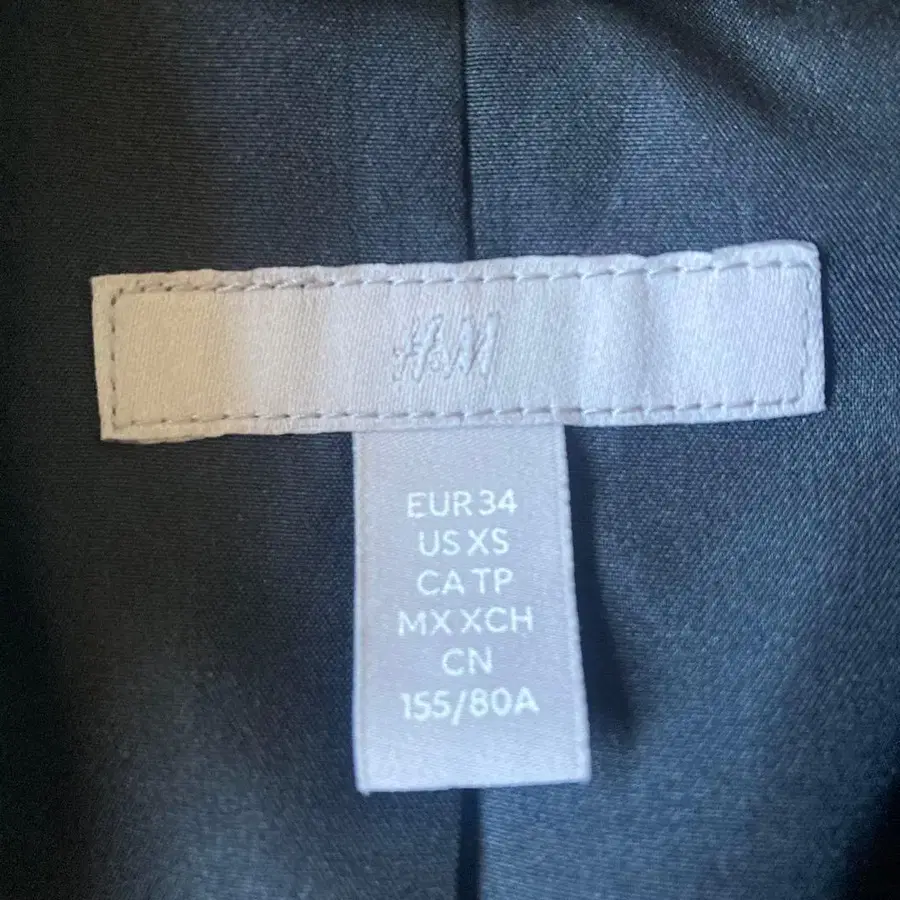 H&M
EUR 34
US XS
CA TP
MX XCH
CN
155/80A